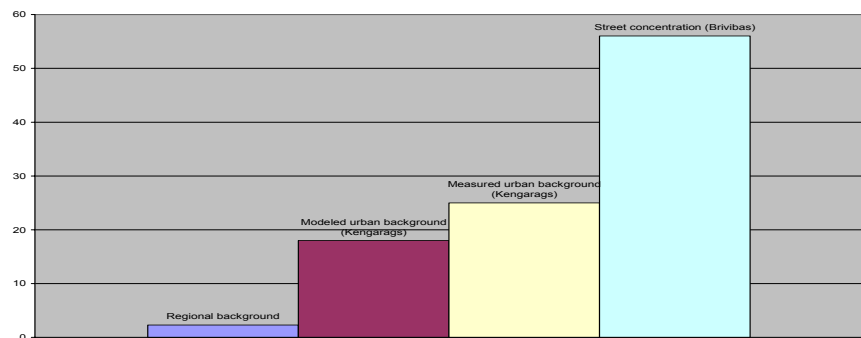 60
Street concentration (Brivibas)
50
40
30
Measured urban background
(Kengarags)
Modeled urban background
(Kengarags)
20
10
Regional background
0